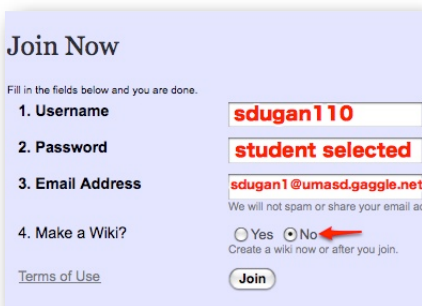 Join Now
Fill in the fields below and you are done.
1. Username sdugan110
2. Password student selected
3. Email Address sdugan1@umasd.gaggle.net
We will not spam or share your email
4. Make a Wiki? Yes No
Create a wiki now or after you join.
Terms of Use Join